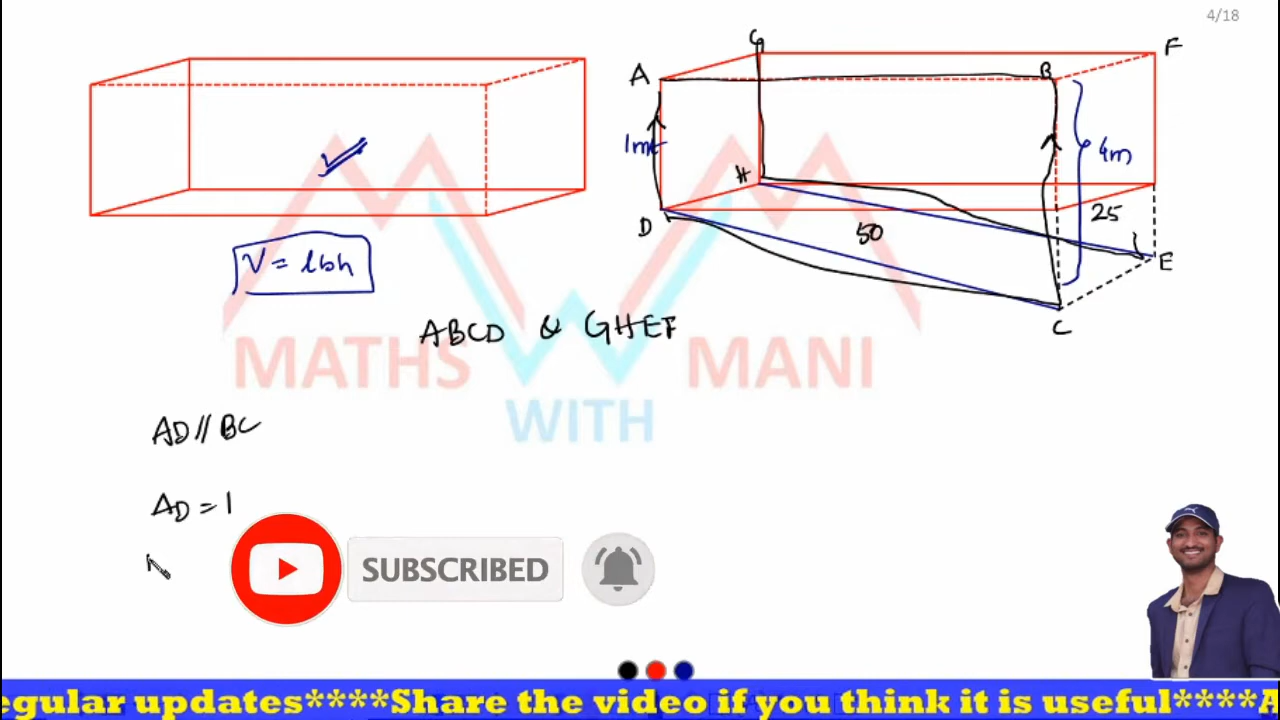 4/18
G
F
A
B
1m
4m
H
25
D
50
E
V = lbh
C
ABCD & GHEF
MATHS MANI
WITH
AD // BC
AD = 1
SUBSCRIBED
egular updates****Share the video if you think it is useful****A